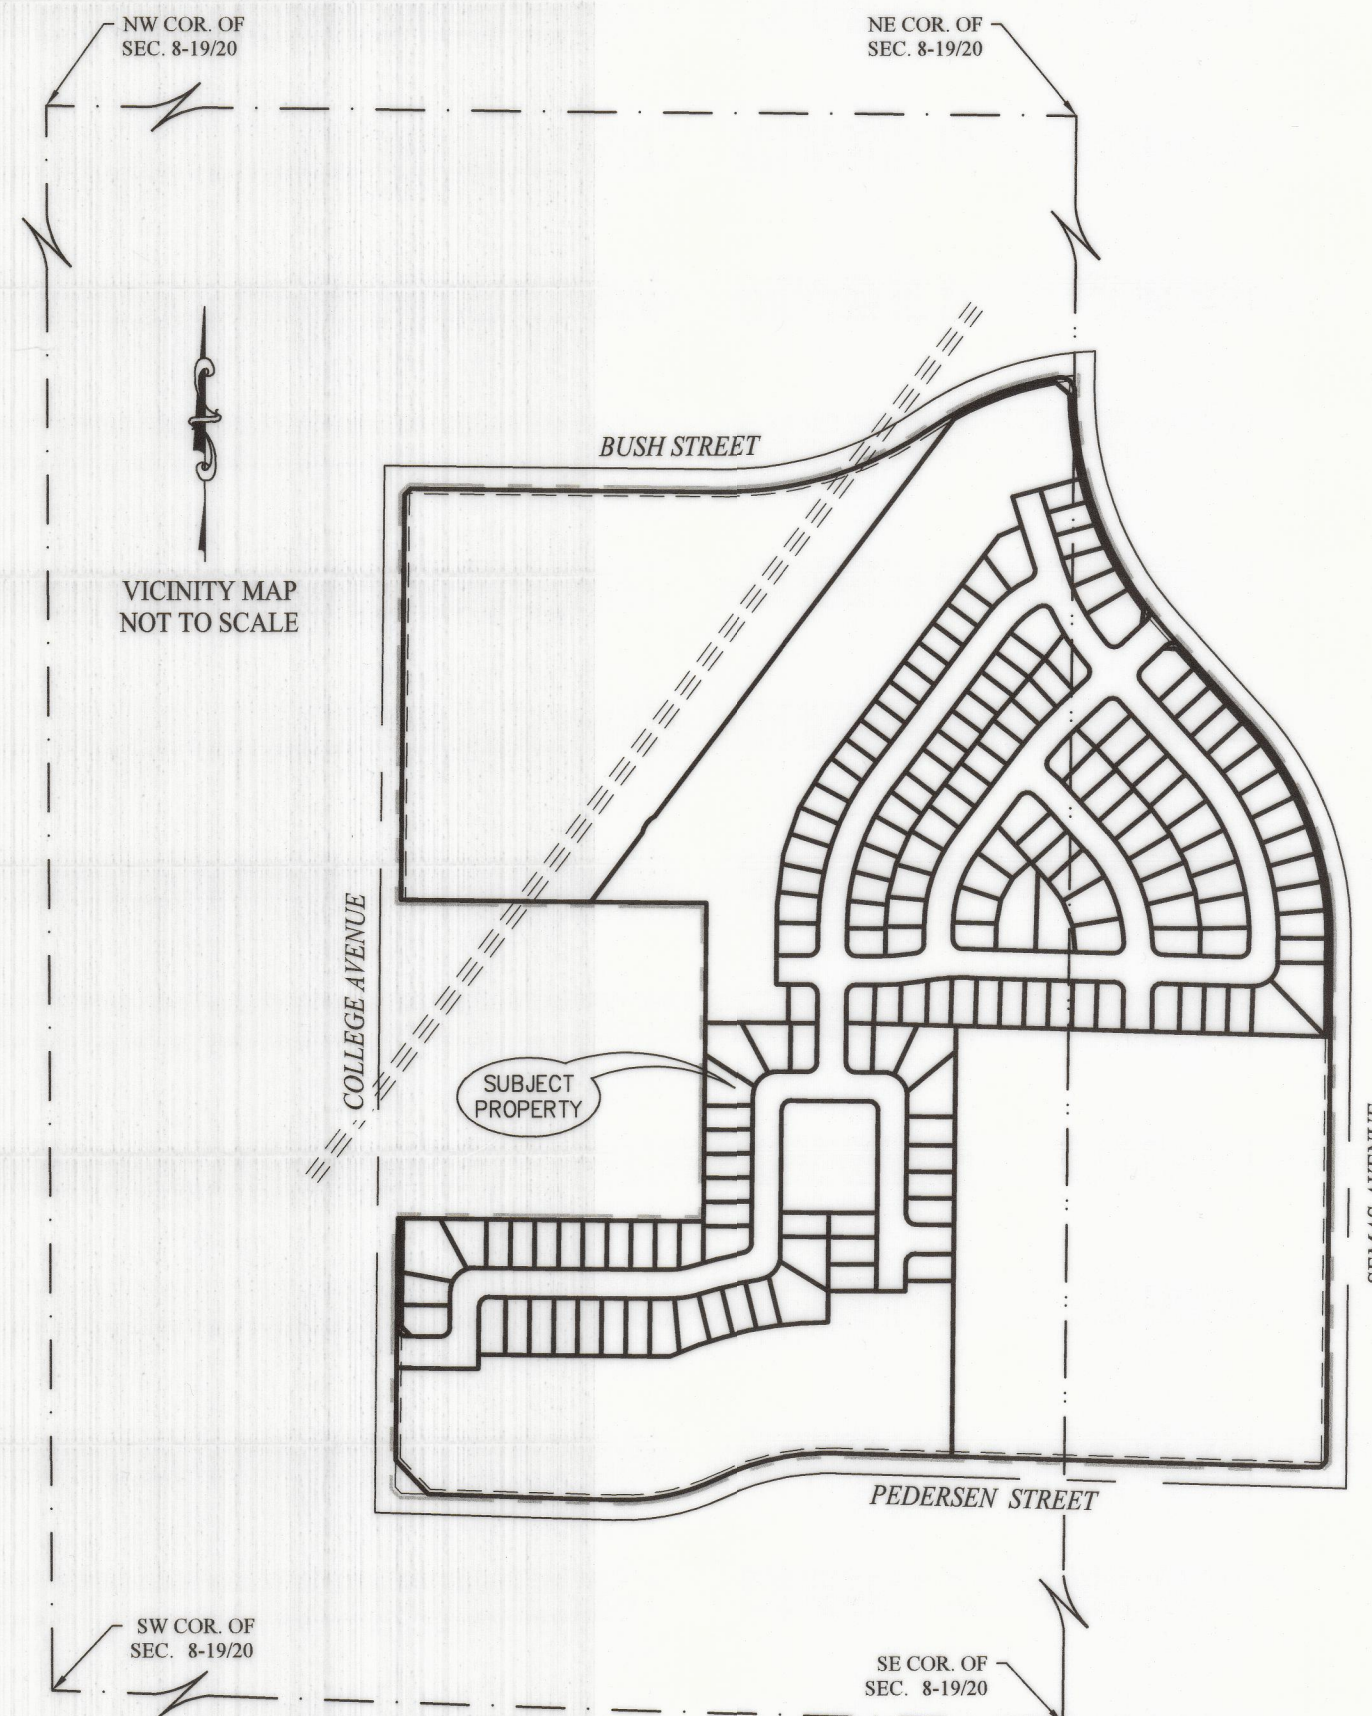 NW COR. OF
SEC. 8-19/20
NE COR. OF
SEC. 8-19/20
BUSH STREET
VICINITY MAP
NOT TO SCALE
COLLEGE AVENUE
SUBJECT
PROPERTY
PEDERSEN STREET
SW COR. OF
SEC. 8-19/20
SE COR. OF
SEC. 8-19/20